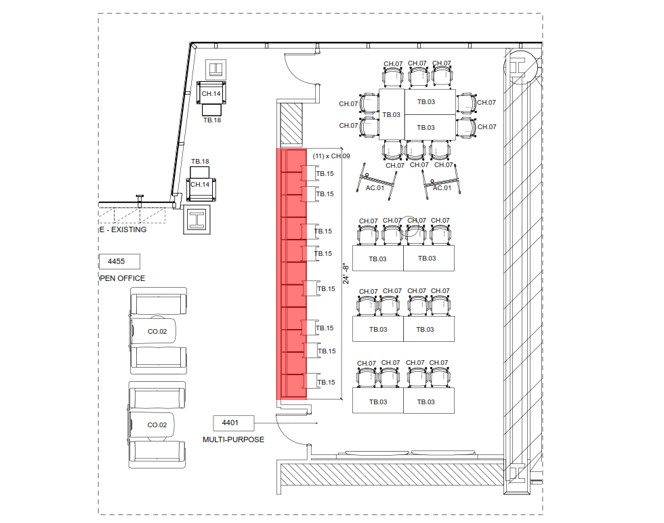 CH.07 CH.07 CH.07
CH.14
TB.18
CH.07 TB.03 CH.07
TB.03
CH.07 TB.03 CH.07
(11) x CH.09
TB.18
CH.07 CH.07 CH.07
TB.15
CH.14
AC.01 AC.01
TB.15
CH.07 CH.07 CH.07 CH.07
E - EXISTING
TB.15
TB.15
TB.03 TB.03
4455
PEN OFFICE
24' -8"
TB.15
CH.07 CH.07 CH.07 CH.07
CO.02
TB.15
TB.03 TB.03
TB.15
CH.07 CH.07 CH.07 CH.07
TB.15
TB.03 TB.03
CO.02
4401
MULTI-PURPOSE